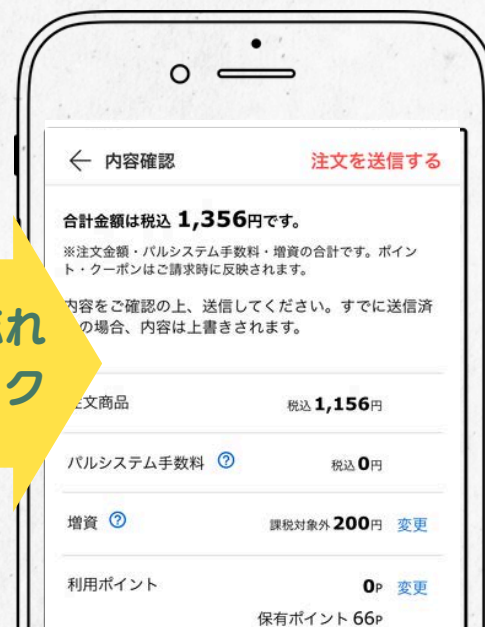 内容確認
注文を送信する
合計金額は税込 1,356円です。
※注文金額・パルシステム手数料・増資の合計です。ポイン
ト・クーポンはご請求時に反映されます。
内容をご確認の上、送信してください。すでに送信済
の場合、内容は上書きされます。
れ
ク
文商品 税込1,156円
パルシステム手数料 ? 税込0円
増資 ? 課税対象外200円 変更
利用ポイント 0P 変更
保有ポイント 66P